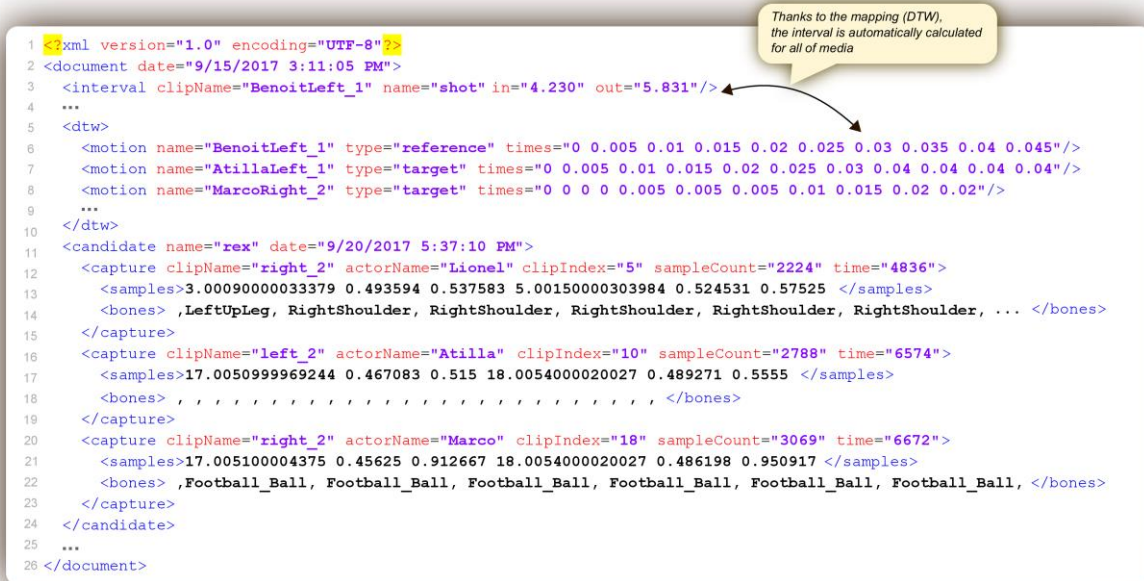 Thanks to the mapping (DTW),
the interval is automatically calculated
for all of media
1 <?xml version="1.0" encoding="UTF-8"?>
2 <document date="9/15/2017 3:11:05 PM">
3 <interval clipName="BenoitLeft_1" name="shot" in="4.230" out="5.831"/>
4 ...
5 <dtw>
6 <motion name="BenoitLeft_1" type="reference" times="0 0.005 0.01 0.015 0.02 0.025 0.03 0.035 0.04 0.045"/>
7 <motion name="AtillaLeft_1" type="target" times="0 0.005 0.01 0.015 0.02 0.025 0.03 0.04 0.04 0.04 0.04"/>
8 <motion name="MarcoRight_2" type="target" times="0 0 0 0 0.005 0.005 0.005 0.01 0.015 0.02 0.02"/>
9 ...
10 </dtw>
11 <candidate name="rex" date="9/20/2017 5:37:10 PM">
12 <capture clipName="right_2" actorName="Lionel" clipIndex="5" sampleCount="2224" time="4836">
13 <samples>3.00090000033379 0.493594 0.537583 5.00150000303984 0.524531 0.57525 </samples>
14 <bones> ,LeftUpLeg, RightShoulder, RightShoulder, RightShoulder, RightShoulder, RightShoulder, ... </bones>
15 </capture>
16 <capture clipName="left_2" actorName="Atilla" clipIndex="10" sampleCount="2788" time="6574">
17 <samples>17.0050999969244 0.467083 0.515 18.0054000020027 0.489271 0.5555 </samples>
18 <bones> , , , , , , , , , , , , , , , , , , , , , , , , , </bones>
19 </capture>
20 <capture clipName="right_2" actorName="Marco" clipIndex="18" sampleCount="3069" time="6672">
21 <samples>17.005100004375 0.45625 0.912667 18.0054000020027 0.486198 0.950917 </samples>
22 <bones> ,Football_Ball, Football_Ball, Football_Ball, Football_Ball, Football_Ball, Football_Ball, </bones>
23 </capture>
24 </candidate>
25 ...
26 </document>